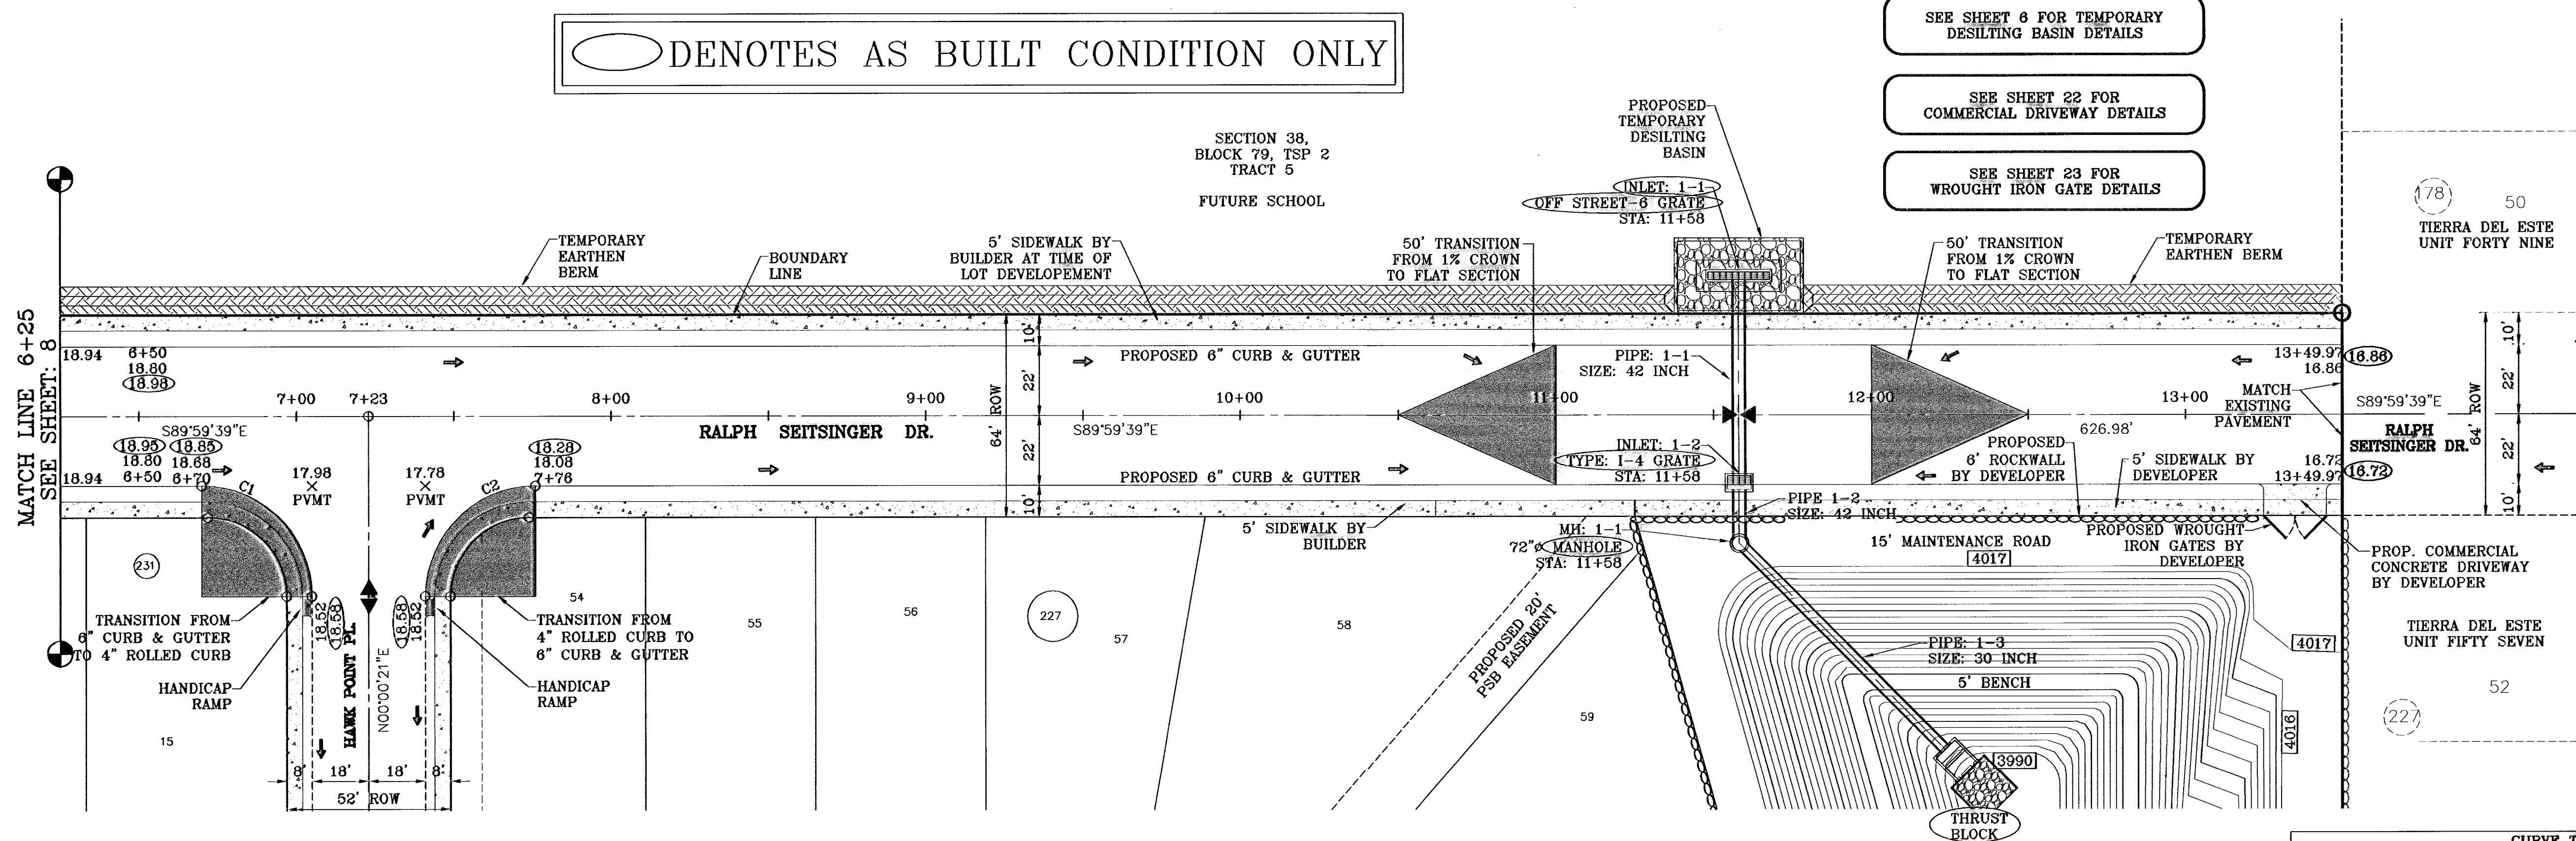 DENOTES AS BUILT CONDITION ONLY
SEE SHEET 6 FOR TEMPORARY
DESILTING BASIN DETAILS
SEE SHEET 22 FOR
COMMERCIAL DRIVEWAY DETAILS
SEE SHEET 23 FOR
WROUGHT IRON GATE DETAILS
SECTION 38,
BLOCK 79, TSP 2
TRACT 5
FUTURE SCHOOL
PROPOSED
TEMPORARY
DESILTING
BASIN
INLET: 1-1
OFF STREET-6 GRATE
STA: 11+58
178
50
TIERRA DEL ESTE
UNIT FORTY NINE
TEMPORARY
EARTHEN
BERM
BOUNDARY
LINE
5' SIDEWALK BY
BUILDER AT TIME OF
LOT DEVELOPEMENT
50' TRANSITION
FROM 1% CROWN
TO FLAT SECTION
50' TRANSITION
FROM 1% CROWN
TO FLAT SECTION
TEMPORARY
EARTHEN BERM
MATCH LINE 6+25
SEE SHEET: 8
18.94
6+50
18.80
18.98
10'
22'
64' ROW
22'
10'
PROPOSED 6" CURB & GUTTER
PIPE: 1-1
SIZE: 42 INCH
13+49.97
16.86
16.86
MATCH
EXISTING
PAVEMENT
10'
22'
64' ROW
22'
10'
7+00
7+23
8+00
9+00
10+00
11+00
12+00
13+00
S89°59'39"E
S89°59'39"E
S89°59'39"E
626.98'
RALPH SEITSINGER DR.
RALPH
SEITSINGER DR.
18.95
18.80
6+50
18.94
18.85
18.68
6+70
17.98
PVMT
17.78
PVMT
18.28
18.08
7+76
C1
C2
PROPOSED 6" CURB & GUTTER
INLET: 1-2
TYPE: I-4 GRATE
STA: 11+58
PROPOSED
6' ROCKWALL
BY DEVELOPER
5' SIDEWALK BY
DEVELOPER
16.72
13+49.97
16.72
PIPE 1-2
SIZE: 42 INCH
5' SIDEWALK BY
BUILDER
MH: 1-1
72"ø MANHOLE
STA: 11+58
15' MAINTENANCE ROAD
4017
PROPOSED WROUGHT
IRON GATES BY
DEVELOPER
PROP. COMMERCIAL
CONCRETE DRIVEWAY
BY DEVELOPER
231
TRANSITION FROM
6" CURB & GUTTER
TO 4" ROLLED CURB
HANDICAP
RAMP
18.52
18.58
18.58
18.52
HAWK POINT PL.
N00°00'21"E
TRANSITION FROM
4" ROLLED CURB TO
6" CURB & GUTTER
HANDICAP
RAMP
15
54
55
56
227
57
58
59
PROPOSED 20'
PSB EASEMENT
PIPE: 1-3
SIZE: 30 INCH
5' BENCH
4017
4016
3990
THRUST
BLOCK
TIERRA DEL ESTE
UNIT FIFTY SEVEN
52
227
8'
18'
18'
8'
52' ROW